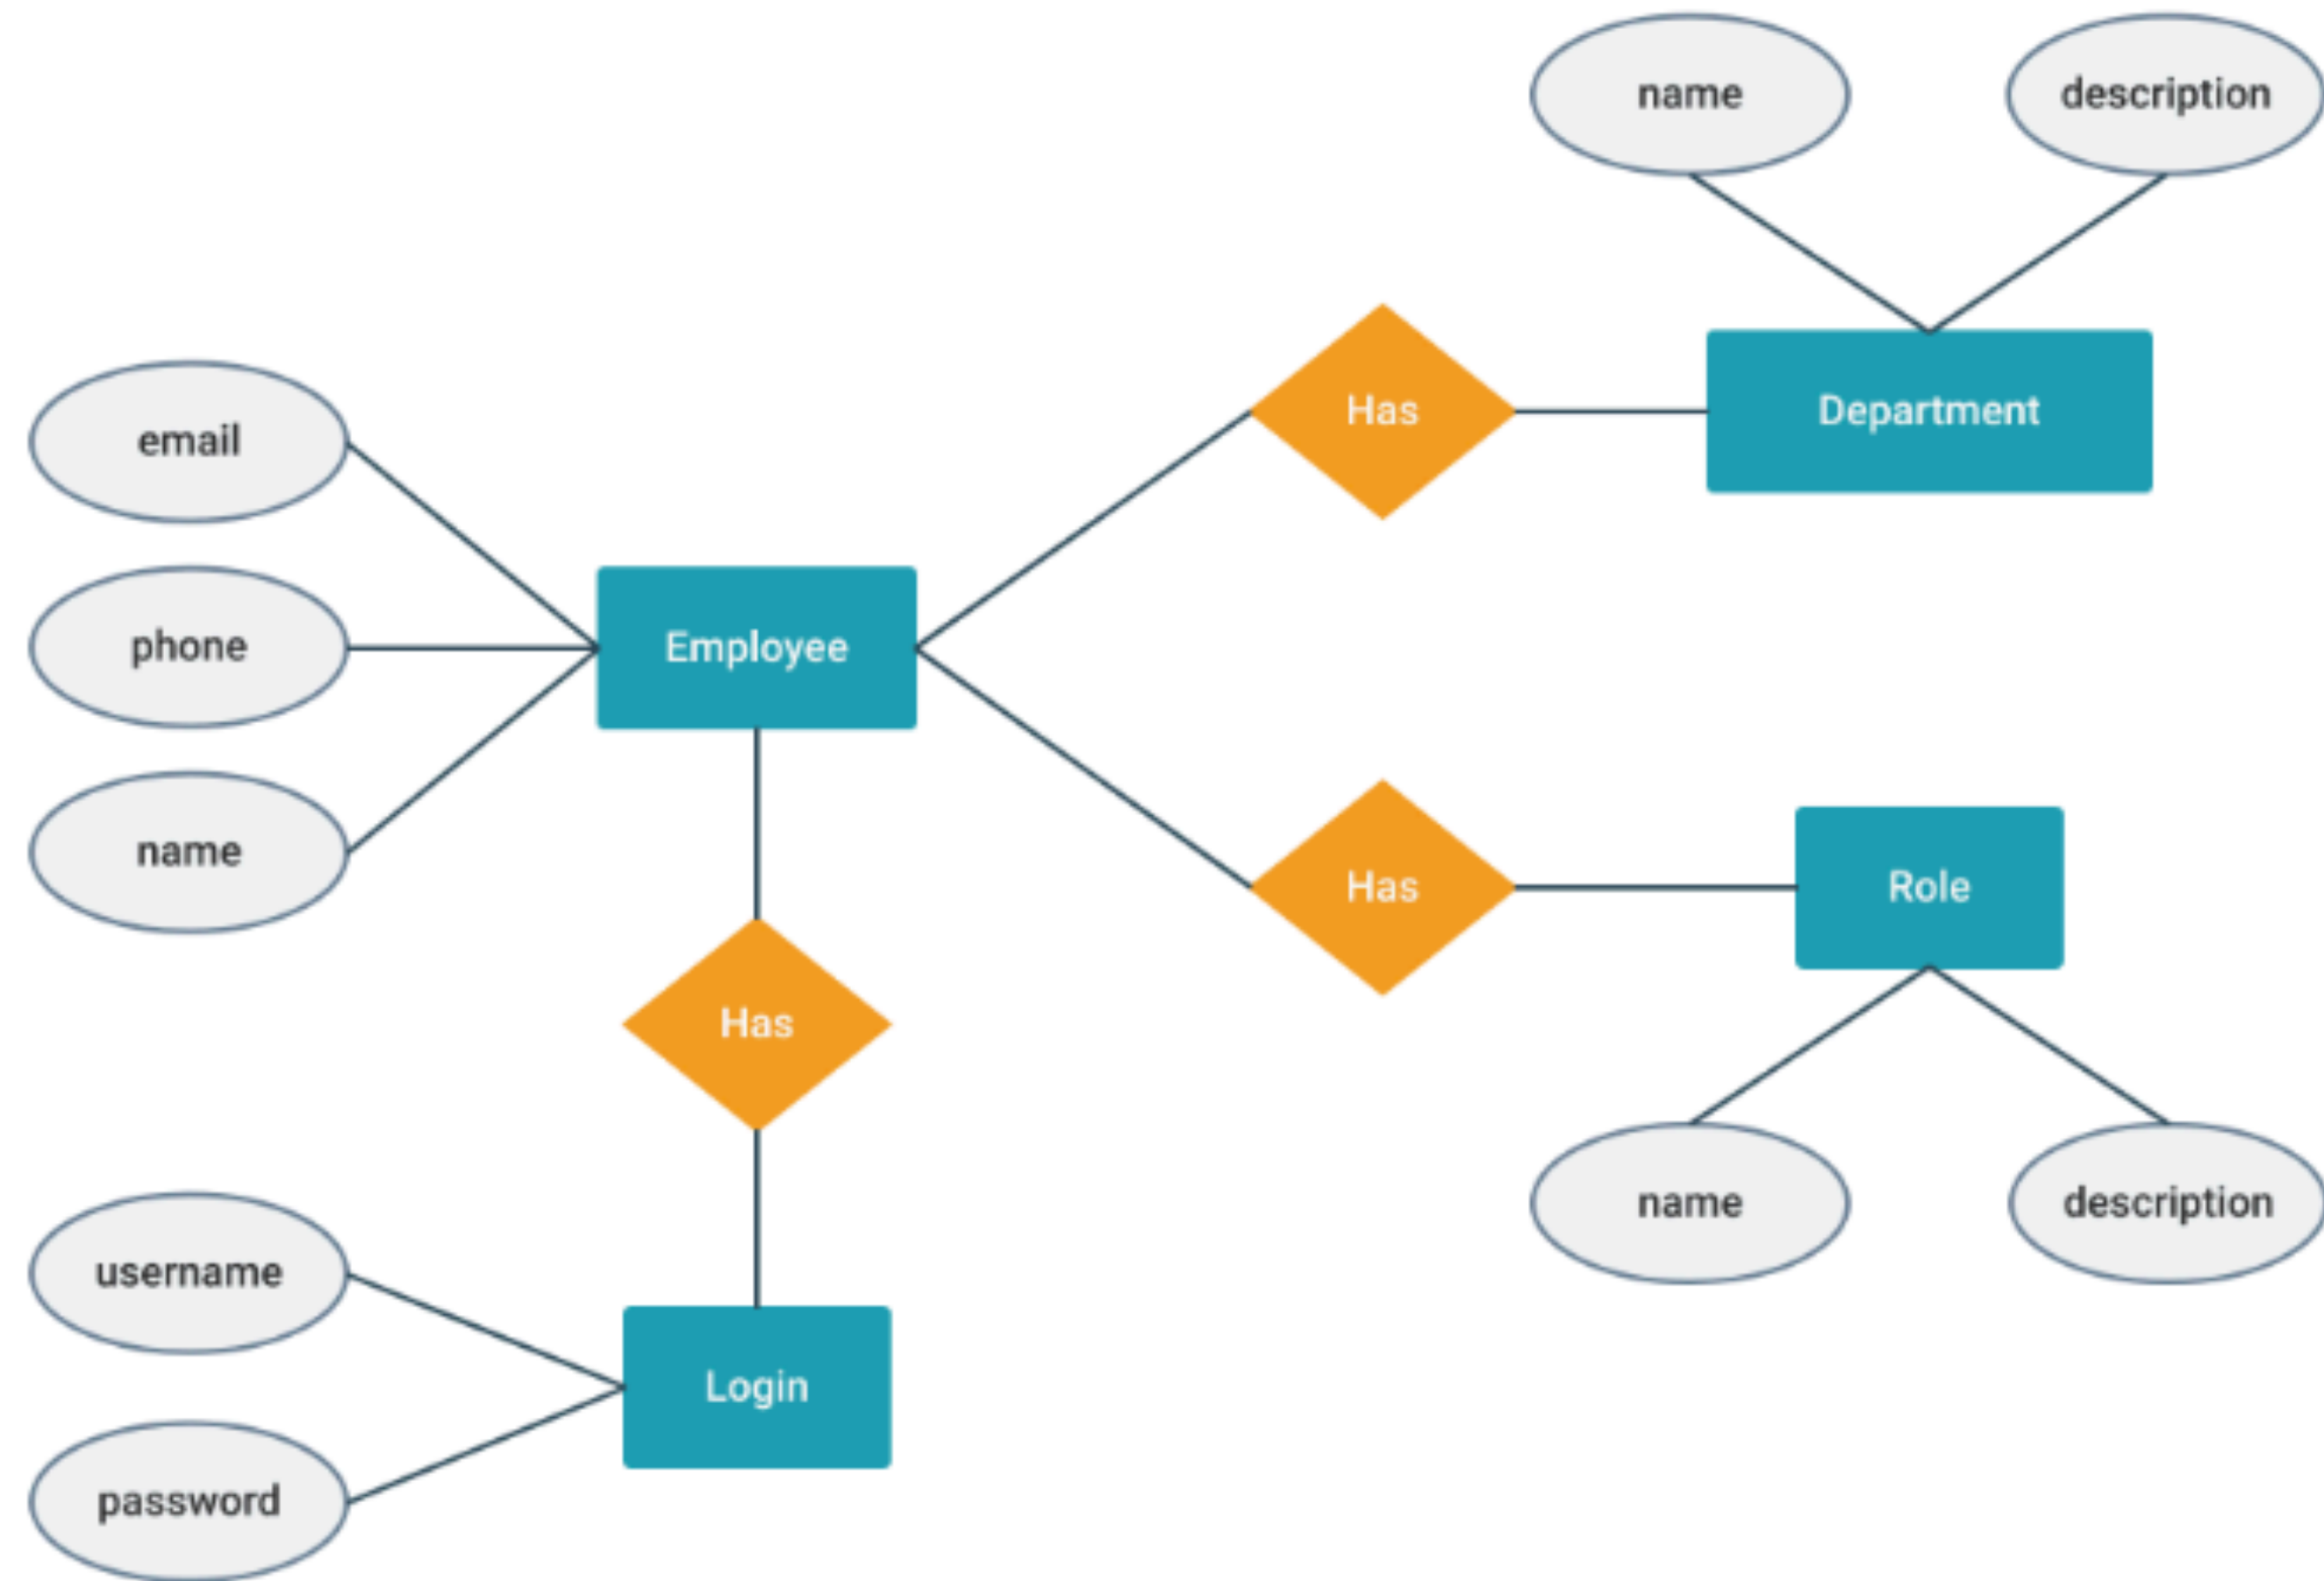 name
description
Has
Department
email
phone
Employee
name
Has
Role
Has
name
description
username
Login
password